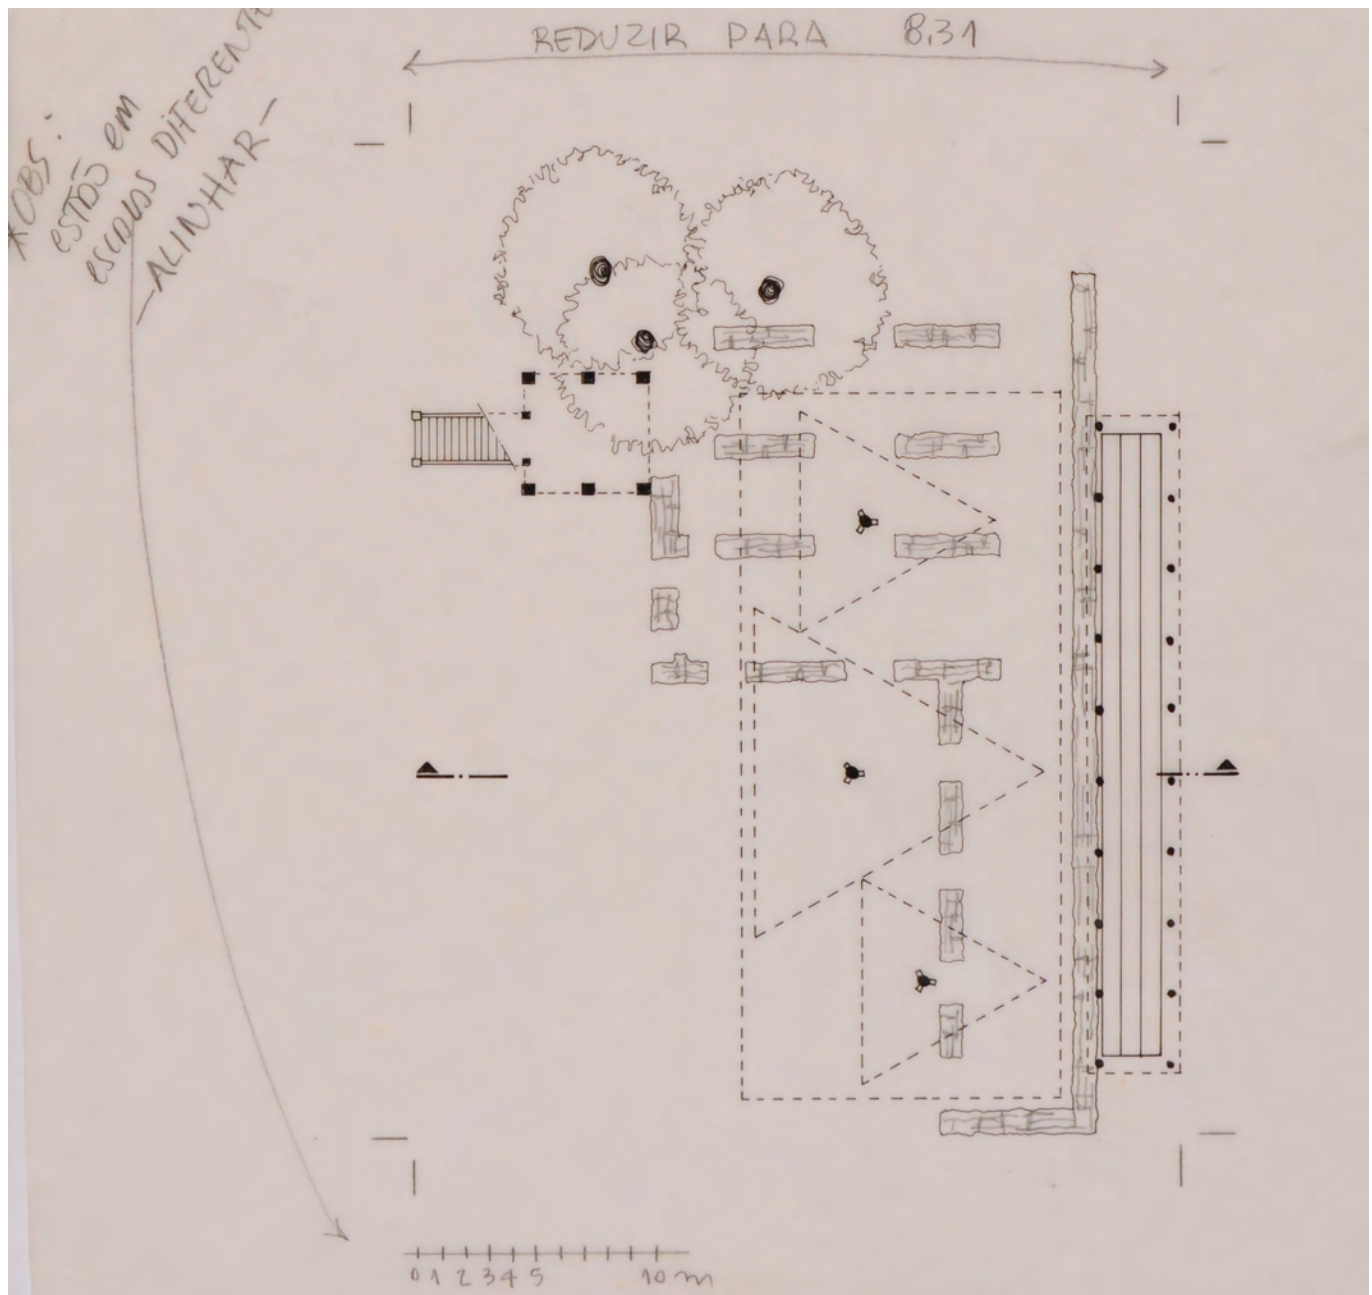 REDUZIR PARA 8,31
*OBS:
ESTÃO em
ESCALAS DIFERENTES
-ALINHAR-
0 1 2 3 4 5 10 m